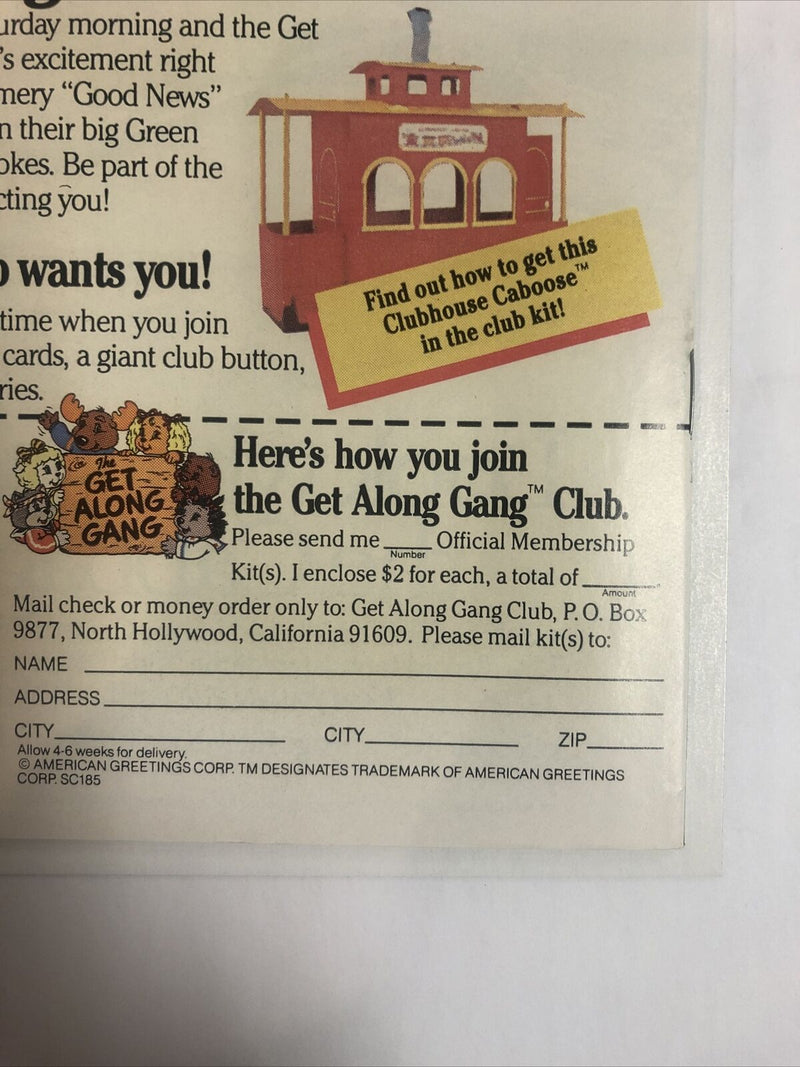 urday morning and the Get
's excitement right
mery “Good News”
n their big Green
okes. Be part of the
cting you!
wants you!
time when you join
cards, a giant club button,
ries.
Find out how to get this
Clubhouse Caboose™
in the club kit!
The
GET
ALONG
GANG
Here's how you join
the Get Along Gang™ Club.
Please send me ____ Official Membership
Number
Kit(s). I enclose $2 for each, a total of ______.
Amount
Mail check or money order only to: Get Along Gang Club, P.O. Box
9877, North Hollywood, California 91609. Please mail kit(s) to:
NAME
ADDRESS
CITY CITY ZIP
Allow 4-6 weeks for delivery.
© AMERICAN GREETINGS CORP. TM DESIGNATES TRADEMARK OF AMERICAN GREETINGS
CORP. SC185